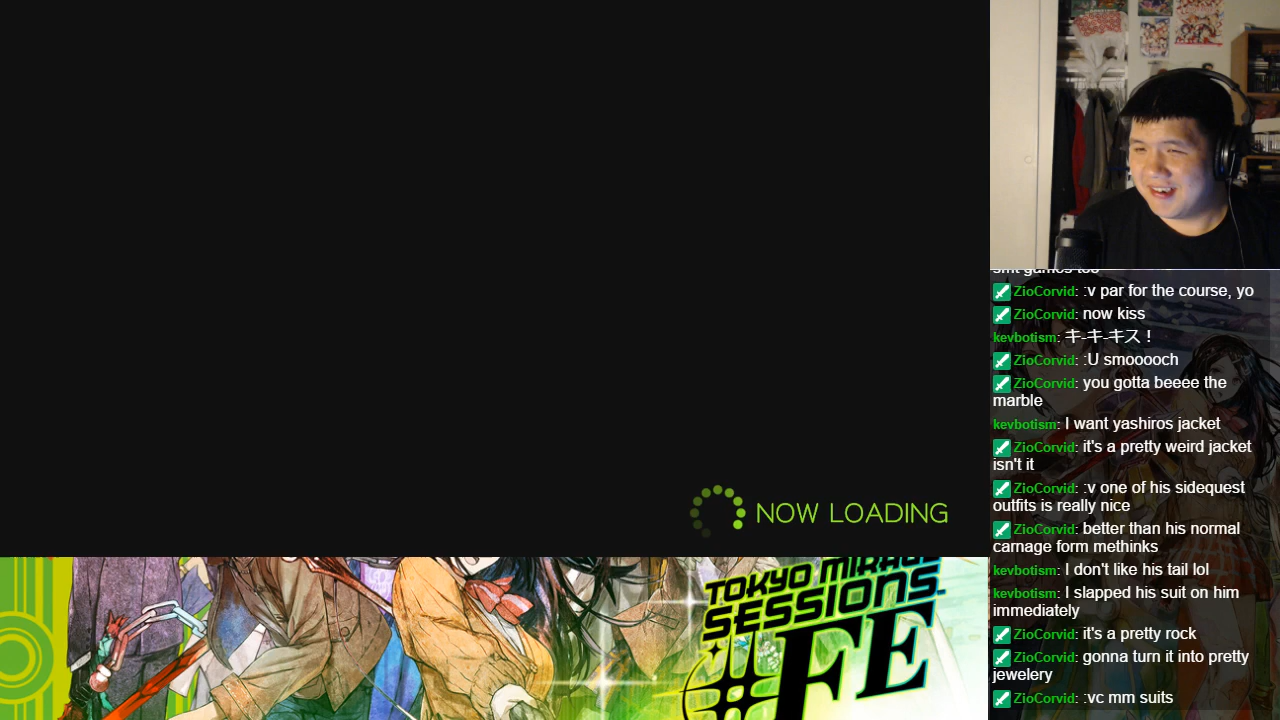 NOW LOADING
TOKYO MIRAGE
SESSIONS
#FE
smt games too
ZioCorvid: :v par for the course, yo
ZioCorvid: now kiss
kevbotism: キ-キ-キス！
ZioCorvid: :U smooooch
ZioCorvid: you gotta beeee the
marble
kevbotism: I want yashiros jacket
ZioCorvid: it's a pretty weird jacket
isn't it
ZioCorvid: :v one of his sidequest
outfits is really nice
ZioCorvid: better than his normal
carnage form methinks
kevbotism: I don't like his tail lol
kevbotism: I slapped his suit on him
immediately
ZioCorvid: it's a pretty rock
ZioCorvid: gonna turn it into pretty
jewelery
ZioCorvid: :vc mm suits